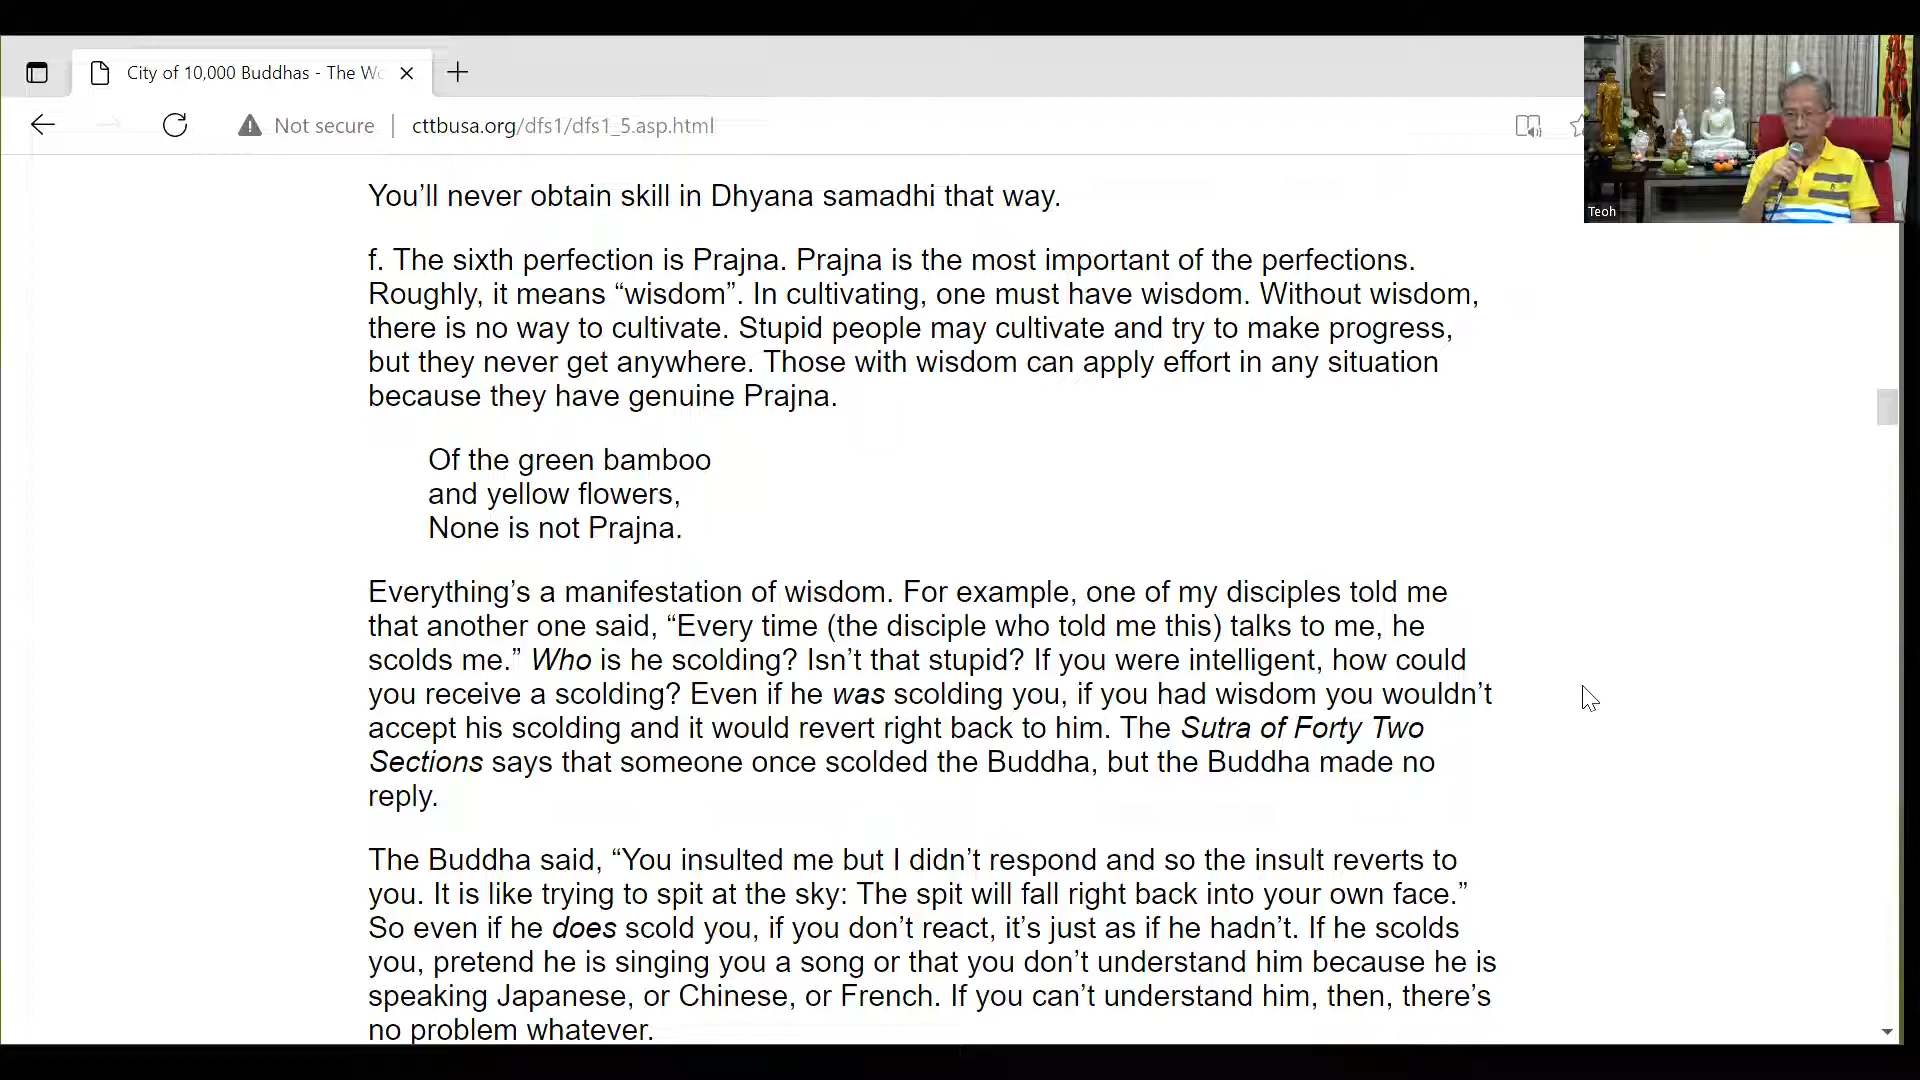 City of 10,000 Buddhas - The Wo
Not secure | cttbusa.org/dfs1/dfs1_5.asp.html
Teoh
You’ll never obtain skill in Dhyana samadhi that way.
f. The sixth perfection is Prajna. Prajna is the most important of the perfections.
Roughly, it means “wisdom”. In cultivating, one must have wisdom. Without wisdom,
there is no way to cultivate. Stupid people may cultivate and try to make progress,
but they never get anywhere. Those with wisdom can apply effort in any situation
because they have genuine Prajna.
Of the green bamboo
and yellow flowers,
None is not Prajna.
Everything’s a manifestation of wisdom. For example, one of my disciples told me
that another one said, “Every time (the disciple who told me this) talks to me, he
scolds me.” Who is he scolding? Isn’t that stupid? If you were intelligent, how could
you receive a scolding? Even if he was scolding you, if you had wisdom you wouldn’t
accept his scolding and it would revert right back to him. The Sutra of Forty Two
Sections says that someone once scolded the Buddha, but the Buddha made no
reply.
The Buddha said, “You insulted me but I didn’t respond and so the insult reverts to
you. It is like trying to spit at the sky: The spit will fall right back into your own face.”
So even if he does scold you, if you don’t react, it’s just as if he hadn’t. If he scolds
you, pretend he is singing you a song or that you don’t understand him because he is
speaking Japanese, or Chinese, or French. If you can’t understand him, then, there’s
no problem whatever.